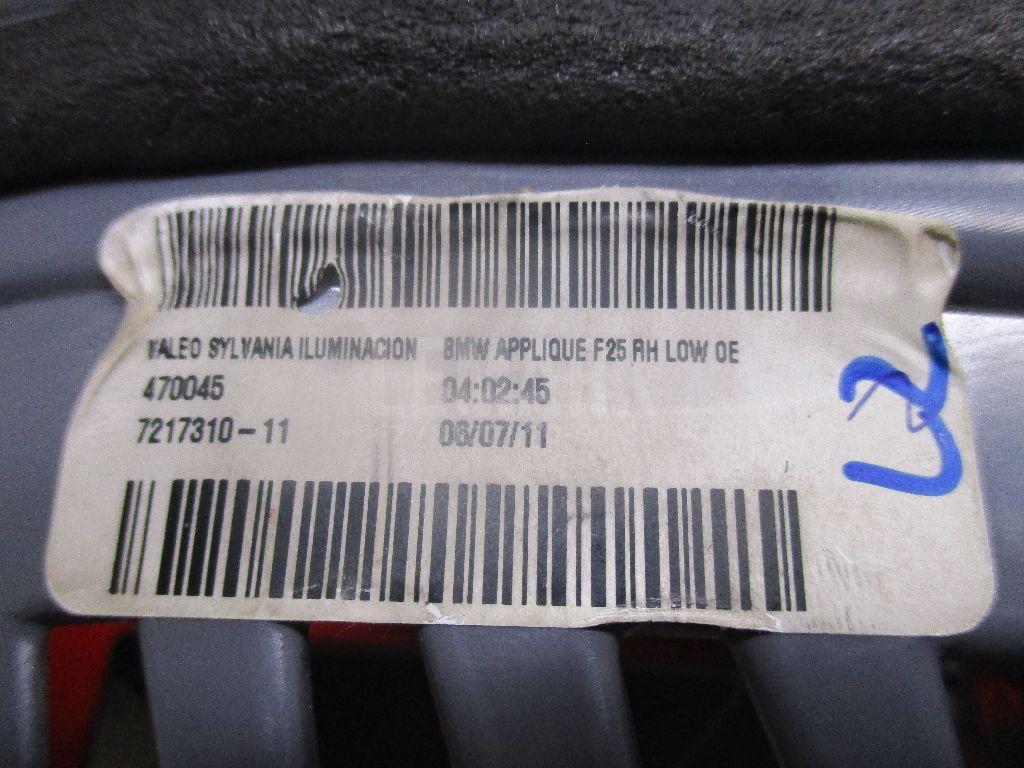 VALEO SYLVANIA ILUMINACION BMW APPLIQUE F25 RH LOW OE
470045 04:02:45
7217310-11 06/07/11